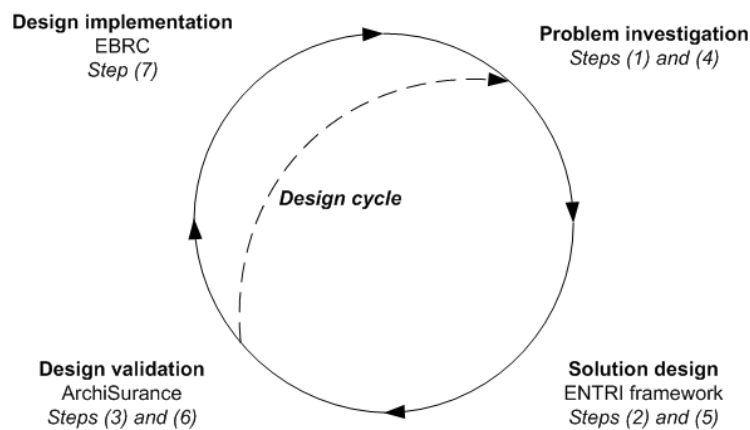 Design implementation
EBRC
Step (7)
Problem investigation
Steps (1) and (4)
Design cycle
Design validation
ArchiSurance
Steps (3) and (6)
Solution design
ENTRI framework
Steps (2) and (5)